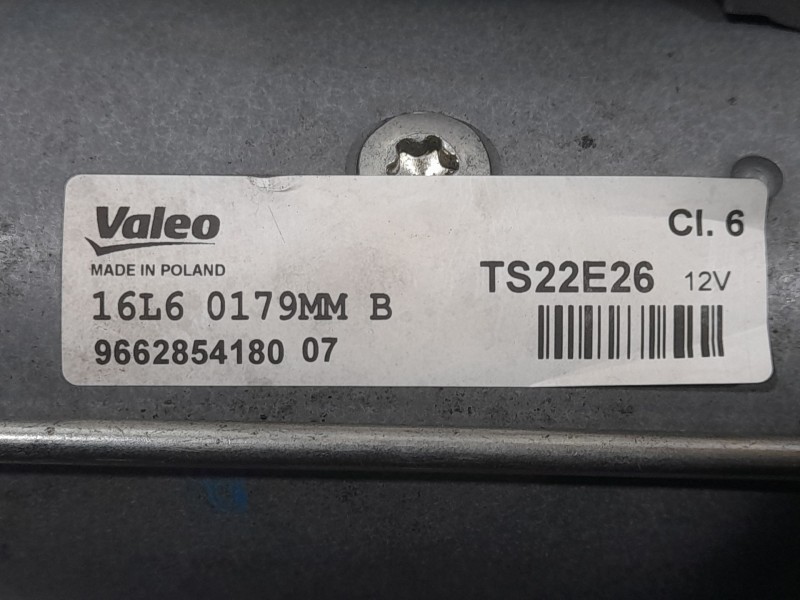 Valeo
Cl. 6
MADE IN POLAND
TS22E26 12V
16L6 0179MM B
9662854180 07